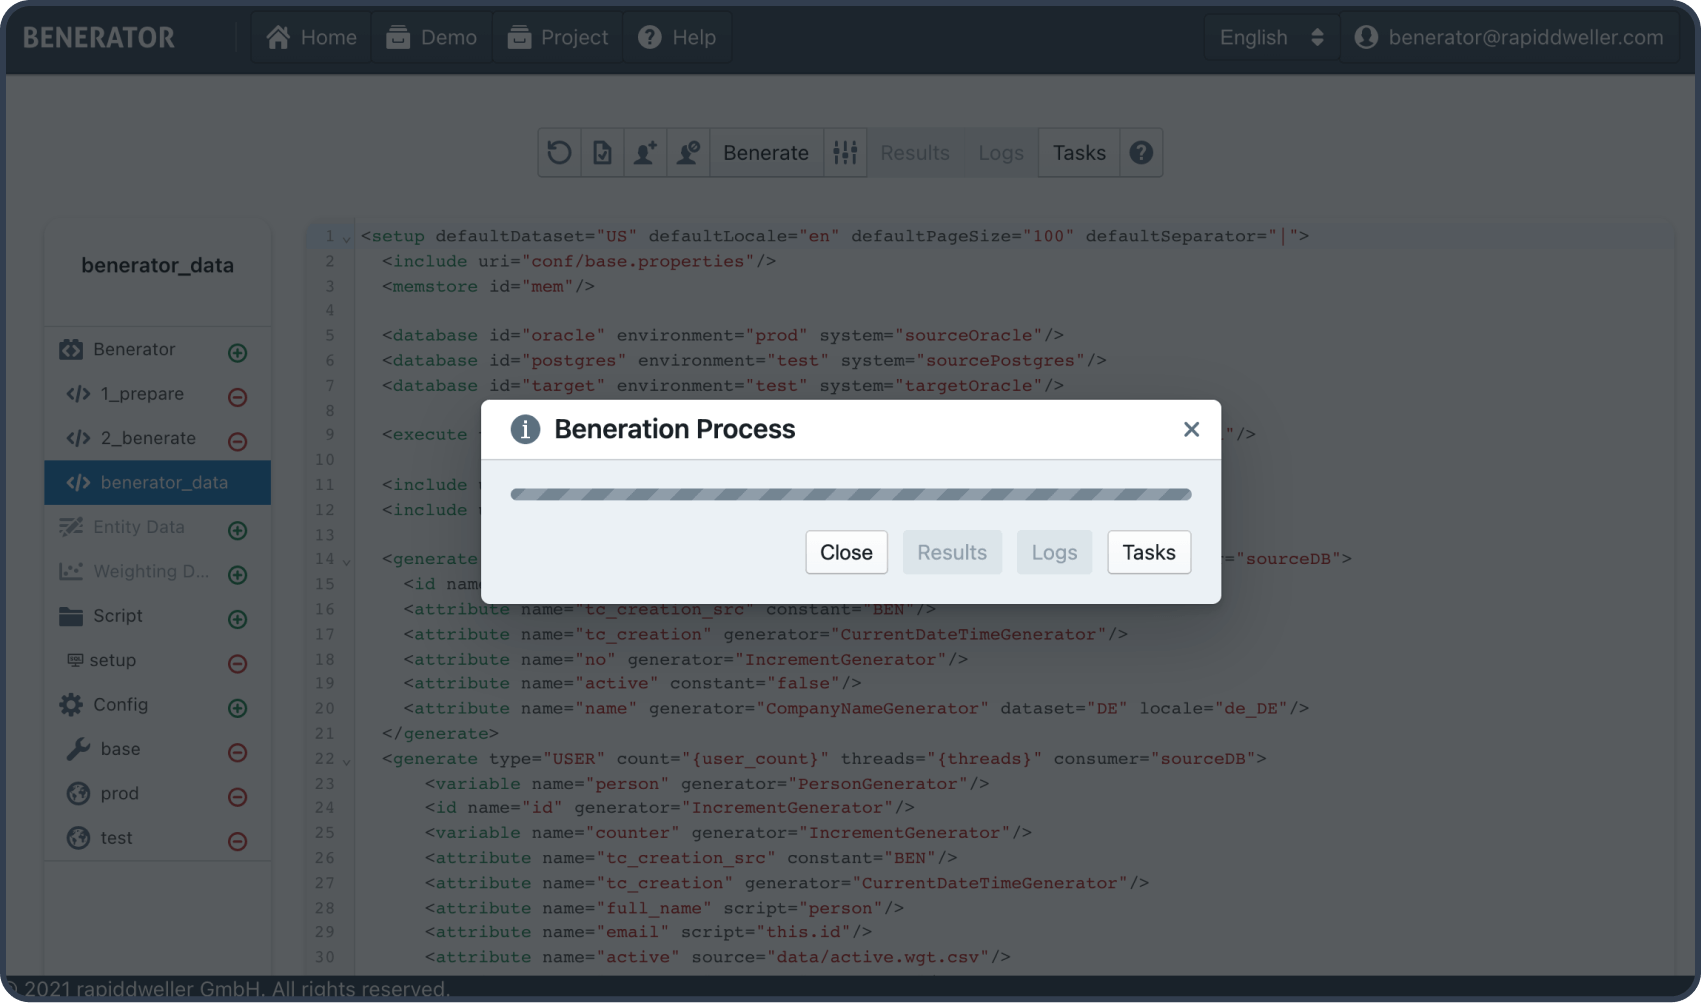 BENERATOR Home Demo Project Help English benerator@rapiddweller.com
Benerate Results Logs Tasks
benerator_data
Benerator
1_prepare
2_benerate
benerator_data
Entity Data
Weighting D...
Script
setup
Config
base
prod
test
1 <setup defaultDataset="US" defaultLocale="en" defaultPageSize="100" defaultSeparator="|">
2 <include uri="conf/base.properties"/>
3 <memstore id="mem"/>
4
5 <database id="oracle" environment="prod" system="sourceOracle"/>
6 <database id="postgres" environment="test" system="sourcePostgres"/>
7 <database id="target" environment="test" system="targetOracle"/>
8
9 <execute "/>
10
11 <include
12 <include
13
14 <generate ="sourceDB">
15 <id name
16 <attribute name="tc_creation_src" constant="BEN"/>
17 <attribute name="tc_creation" generator="CurrentDateTimeGenerator"/>
18 <attribute name="no" generator="IncrementGenerator"/>
19 <attribute name="active" constant="false"/>
20 <attribute name="name" generator="CompanyNameGenerator" dataset="DE" locale="de_DE"/>
21 </generate>
22 <generate type="USER" count="{user_count}" threads="{threads}" consumer="sourceDB">
23 <variable name="person" generator="PersonGenerator"/>
24 <id name="id" generator="IncrementGenerator"/>
25 <variable name="counter" generator="IncrementGenerator"/>
26 <attribute name="tc_creation_src" constant="BEN"/>
27 <attribute name="tc_creation" generator="CurrentDateTimeGenerator"/>
28 <attribute name="full_name" script="person"/>
29 <attribute name="email" script="this.id"/>
30 <attribute name="active" source="data/active.wgt.csv"/>
Beneration Process
Close Results Logs Tasks
© 2021 rapiddweller GmbH. All rights reserved.